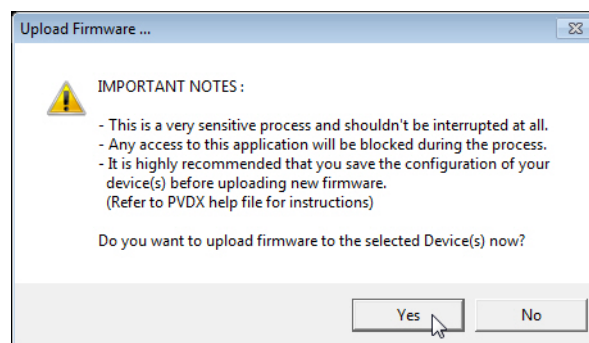 Upload Firmware ...
IMPORTANT NOTES :
- This is a very sensitive process and shouldn't be interrupted at all.
- Any access to this application will be blocked during the process.
- It is highly recommended that you save the configuration of your
device(s) before uploading new firmware.
(Refer to PVDX help file for instructions)
Do you want to upload firmware to the selected Device(s) now?
Yes
No